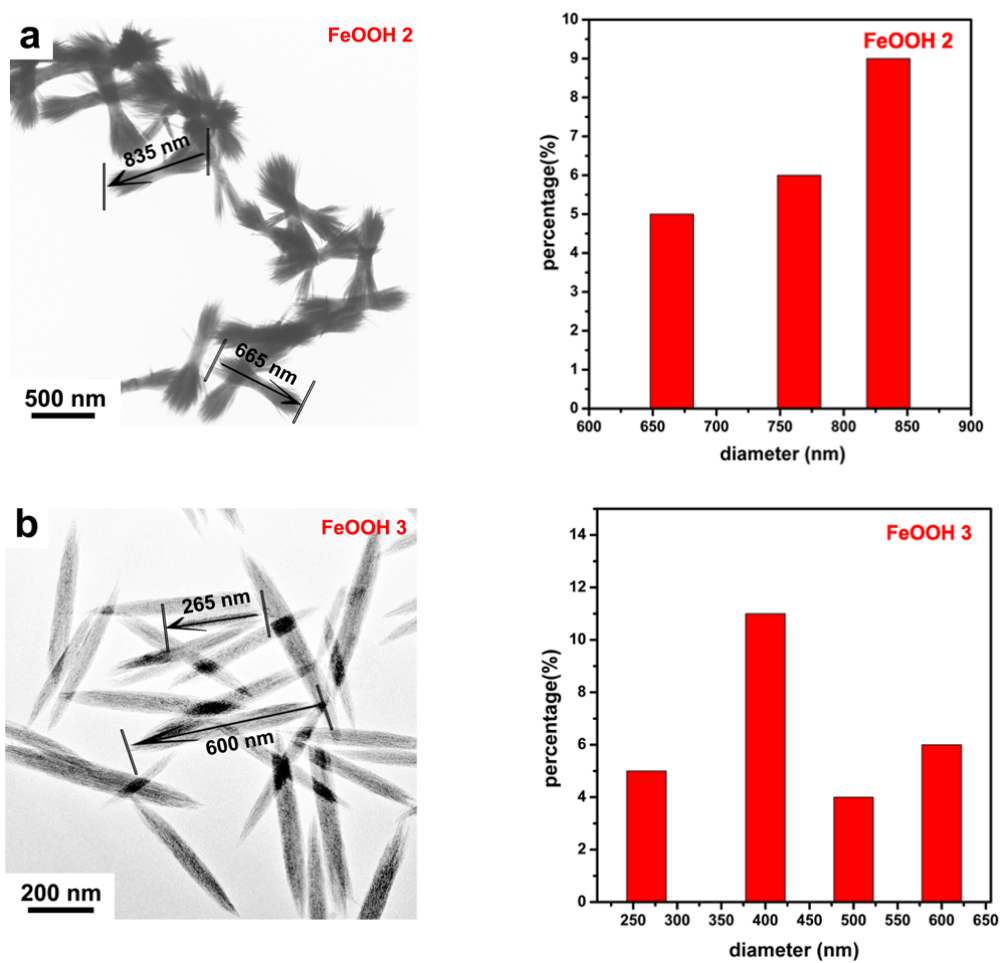 a
FeOOH 2
835 nm
665 nm
500 nm
FeOOH 2
percentage(%)
10
9
8
7
6
5
4
3
2
1
0
600 650 700 750 800 850 900
diameter (nm)
b
FeOOH 3
265 nm
600 nm
200 nm
FeOOH 3
percentage(%)
14
12
10
8
6
4
2
0
250 300 350 400 450 500 550 600 650
diameter (nm)